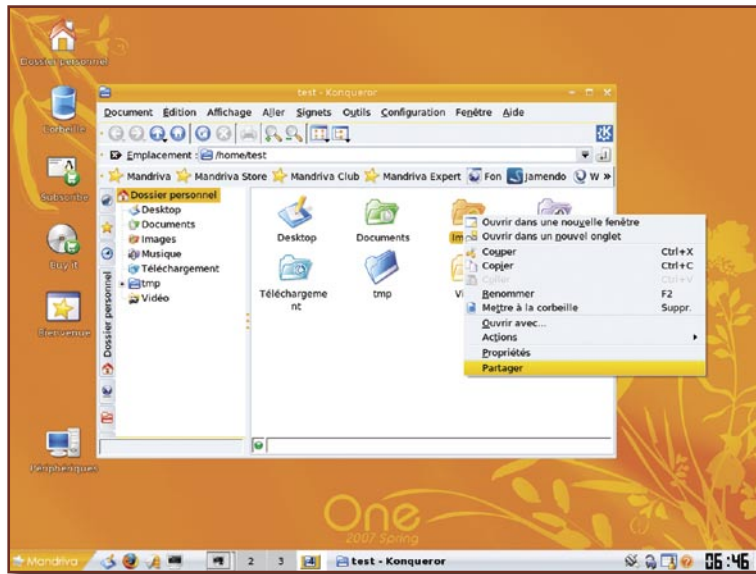 Dossier personnel
Corbeille
Subscribe
Buy it
Bienvenue
Périphériques
test - Konqueror
Document Édition Affichage Aller Signets Outils Configuration Fenêtre Aide
Emplacement : /home/test
Mandriva Mandriva Store Mandriva Club Mandriva Expert Fon Jamendo W »
Dossier personnel
Dossier personnel
Desktop
Documents
Images
Musique
Téléchargement
tmp
Vidéo
Desktop
Documents
Téléchargeme
nt
tmp
Ouvrir dans une nouvelle fenêtre
Ouvrir dans un nouvel onglet
Couper Ctrl+X
Copier Ctrl+C
Coller Ctrl+V
Renommer F2
Mettre à la corbeille Suppr.
Ouvrir avec...
Actions
Propriétés
Partager
One
2007 Spring
Mandriva 2 3 4 test - Konqueror 06:46